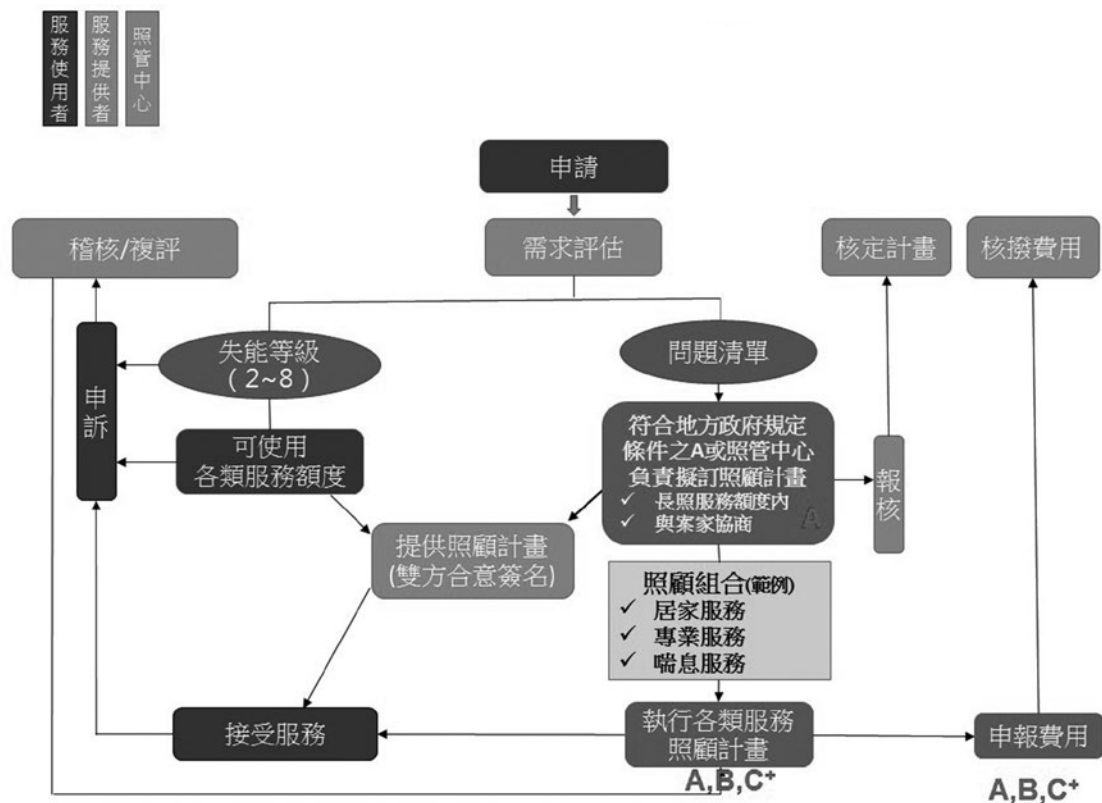 服務使用者
服務提供者
照管中心
申請
需求評估
稽核/複評
核定計畫
核撥費用
失能等級
(2~8)
問題清單
申訴
可使用
各類服務額度
符合地方政府規定
條件之A或照管中心
負責擬訂照顧計畫
✓ 長照服務額度內
✓ 與案家協商
A
報核
提供照顧計畫
(雙方合意簽名)
照顧組合(範例)
✓ 居家服務
✓ 專業服務
✓ 喘息服務
接受服務
執行各類服務
照顧計畫
A,B,C⁺
申報費用
A,B,C⁺